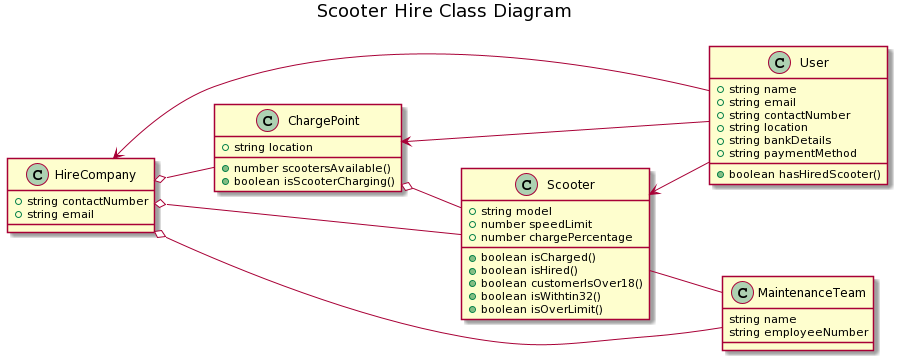 Scooter Hire Class Diagram
C HireCompany
string contactNumber
string email
C ChargePoint
string location
number scootersAvailable()
boolean isScooterCharging()
C Scooter
string model
number speedLimit
number chargePercentage
boolean isCharged()
boolean isHired()
boolean customerIsOver18()
boolean isWithtin32()
boolean isOverLimit()
C User
string name
string email
string contactNumber
string location
string bankDetails
string paymentMethod
boolean hasHiredScooter()
C MaintenanceTeam
string name
string employeeNumber